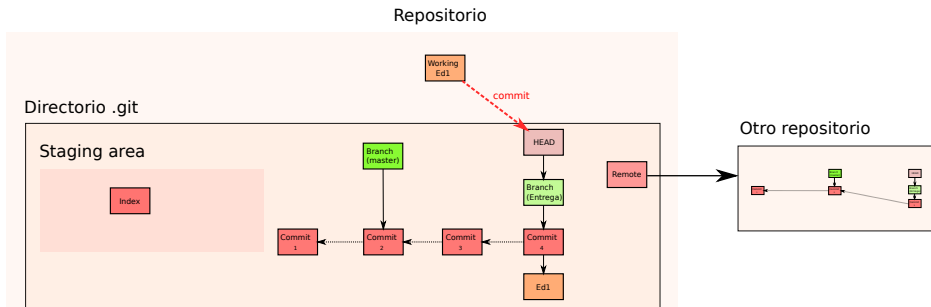 Repositorio
Working
Ed1
commit
Directorio .git
HEAD
Otro repositorio
Staging area
Branch
(master)
Remote
Branch
(Entrega)
Index
Commit
1
Commit
2
Commit
3
Commit
4
Ed1